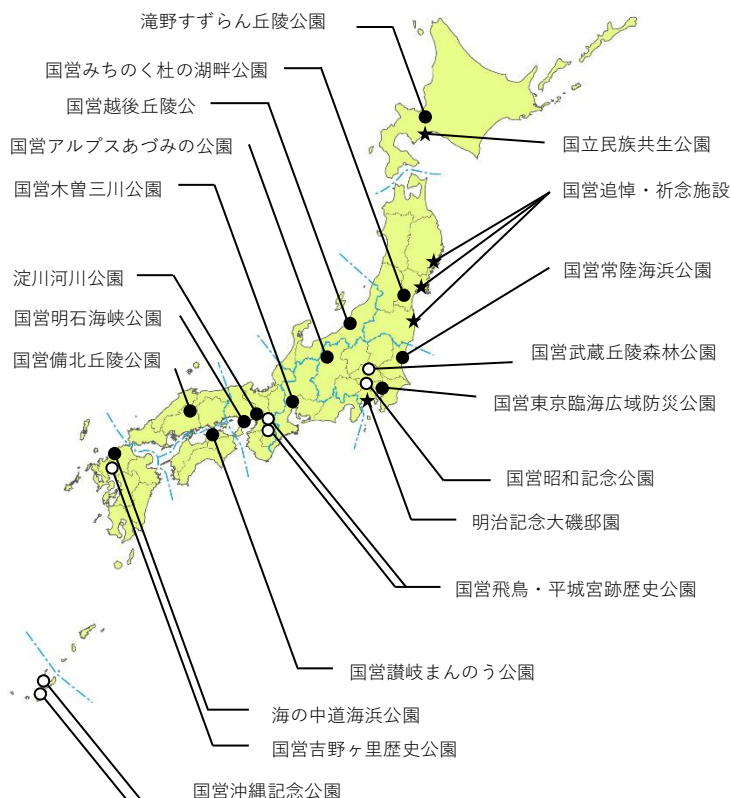 滝野すずらん丘陵公園
国営みちのく杜の湖畔公園
国営越後丘陵公
国営アルプスあづみの公園
国営木曽三川公園
淀川河川公園
国営明石海峡公園
国営備北丘陵公園
国立民族共生公園
国営追悼・祈念施設
国営常陸海浜公園
国営武蔵丘陵森林公園
国営東京臨海広域防災公園
国営昭和記念公園
明治記念大磯邸園
国営飛鳥・平城宮跡歴史公園
国営讃岐まんのう公園
海の中道海浜公園
国営吉野ヶ里歴史公園
国営沖縄記念公園